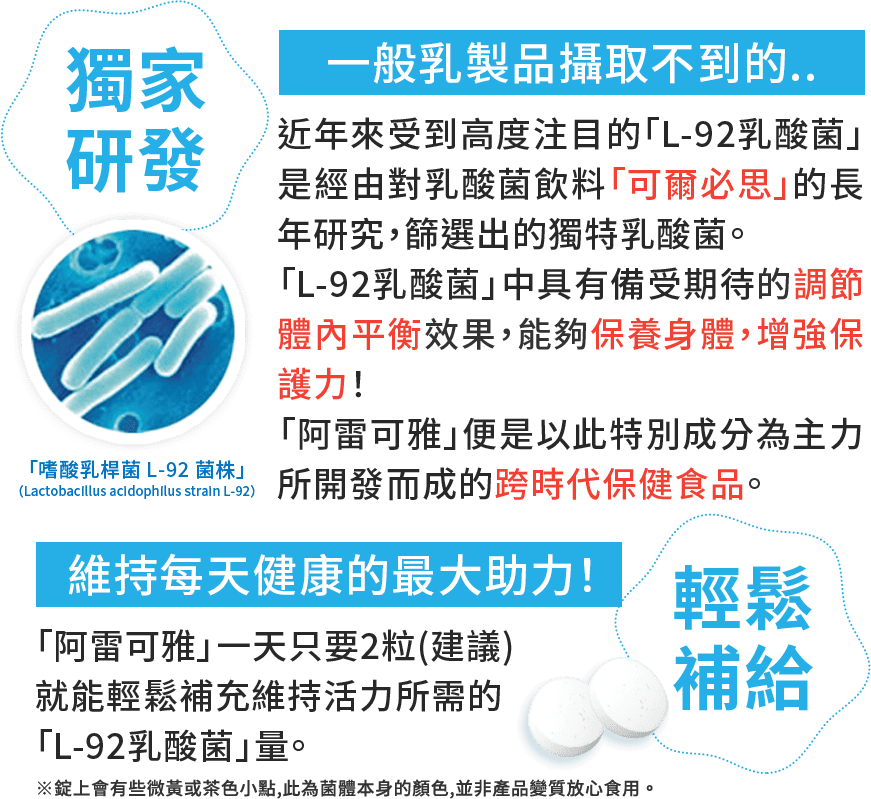 獨家
研發
一般乳製品攝取不到的..
近年來受到高度注目的「L-92乳酸菌」
是經由對乳酸菌飲料「可爾必思」的長
年研究，篩選出的獨特乳酸菌。
「L-92乳酸菌」中具有備受期待的調節
體內平衡效果，能夠保養身體，增強保
護力！
「阿雷可雅」便是以此特別成分為主力
所開發而成的跨時代保健食品。
「嗜酸乳桿菌 L-92 菌株」
(Lactobacillus acidophilus strain L-92)
維持每天健康的最大助力！
輕鬆
補給
「阿雷可雅」一天只要2粒(建議)
就能輕鬆補充維持活力所需的
「L-92乳酸菌」量。
※錠上會有些微黃或茶色小點,此為菌體本身的顏色,並非產品變質放心食用。